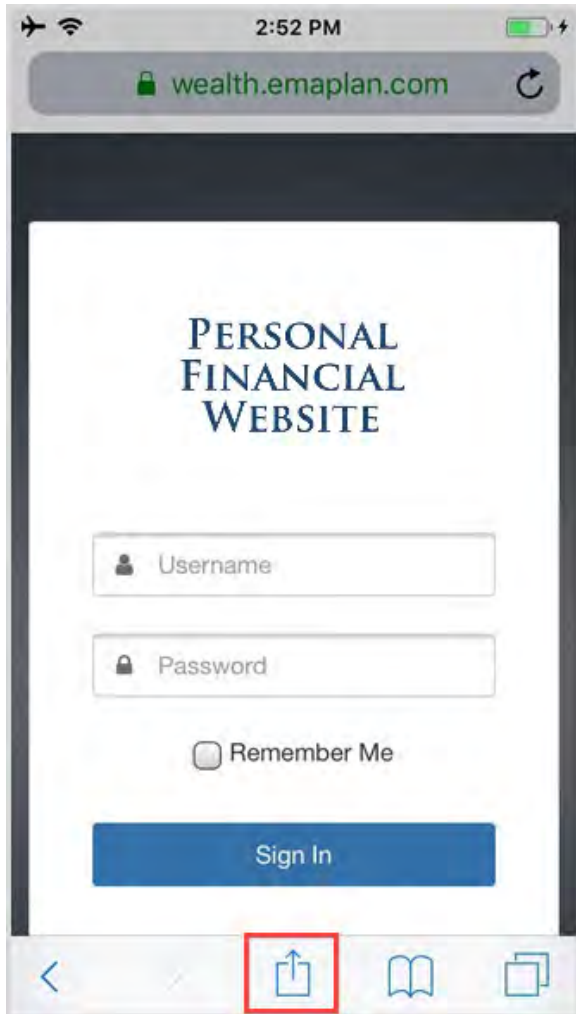 2:52 PM
wealth.emaplan.com
PERSONAL
FINANCIAL
WEBSITE
Username
Password
Remember Me
Sign In